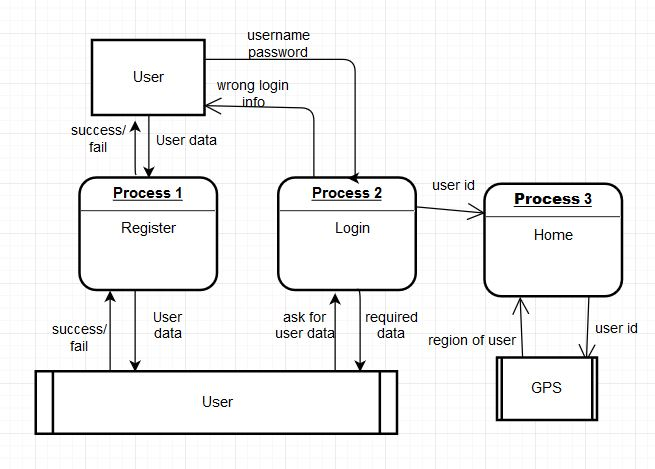 username
password
User
wrong login
info
success/
fail
User data
Process 1
Register
Process 2
Login
user id
Process 3
Home
success/
fail
User
data
ask for
user data
required
data
region of user
user id
User
GPS